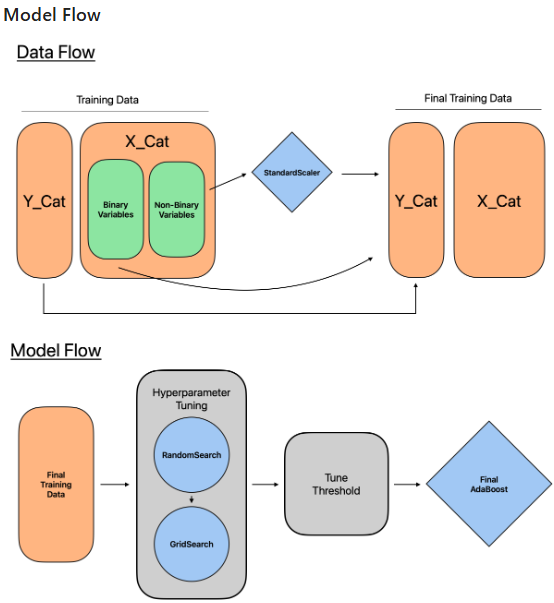 Model Flow
Data Flow
Training Data
Final Training Data
Y_Cat
X_Cat
Binary
Variables
Non-Binary
Variables
StandardScaler
Y_Cat
X_Cat
Model Flow
Final
Training
Data
Hyperparameter
Tuning
RandomSearch
GridSearch
Tune
Threshold
Final
AdaBoost